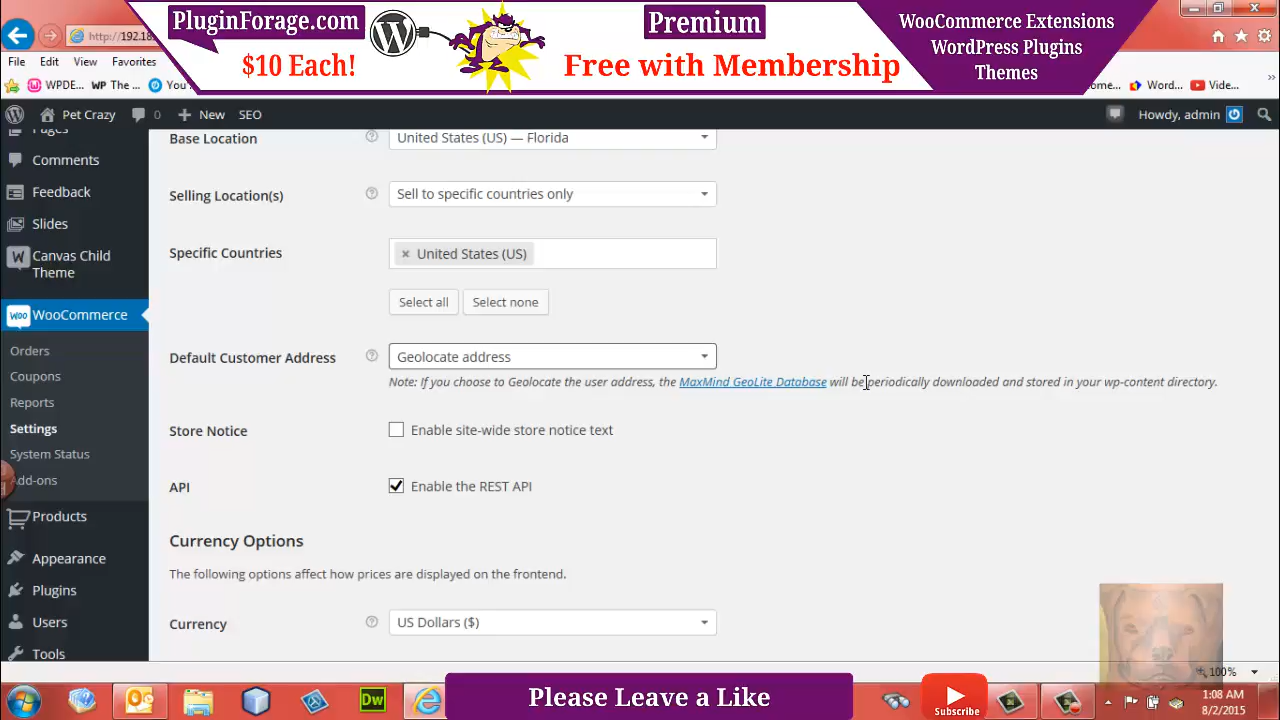 PluginForage.com
$10 Each!
Premium
Free with Membership
WooCommerce Extensions
WordPress Plugins
Themes
http://192.18
File Edit View Favorites
WPDE... WP The ... You
ome... Word... Vide...
Pet Crazy 0 New SEO
Howdy, admin
Pages
Comments
Feedback
Slides
Canvas Child
Theme
WooCommerce
Orders
Coupons
Reports
Settings
System Status
Add-ons
Products
Appearance
Plugins
Users
Tools
Base Location United States (US) — Florida
Selling Location(s) Sell to specific countries only
Specific Countries × United States (US)
Select all Select none
Default Customer Address Geolocate address
Note: If you choose to Geolocate the user address, the MaxMind GeoLite Database will be periodically downloaded and stored in your wp-content directory.
Store Notice Enable site-wide store notice text
API Enable the REST API
Currency Options
The following options affect how prices are displayed on the frontend.
Currency US Dollars ($)
100%
Please Leave a Like
Subscribe
Dw
1:08 AM
8/2/2015